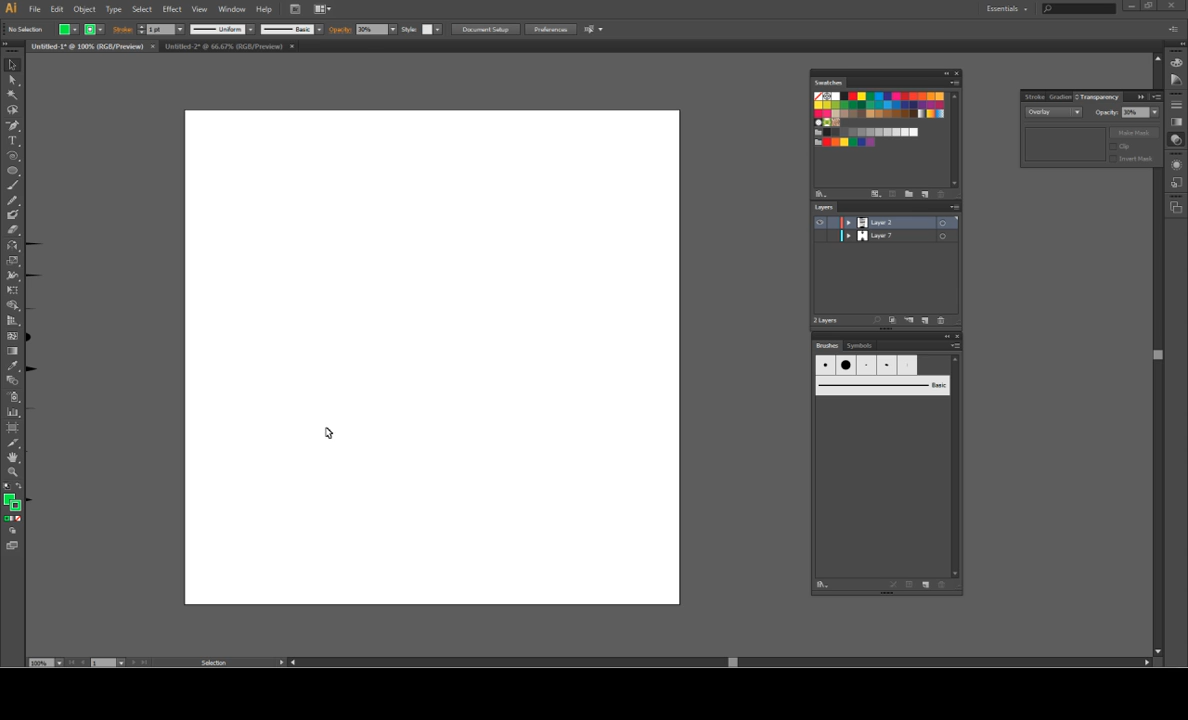 Ai File Edit Object Type Select Effect View Window Help Essentials
No Selection Stroke: 1 pt Uniform Basic Opacity: 30% Style: Document Setup Preferences
Untitled-1* @ 100% (RGB/Preview) × Untitled-2* @ 66.67% (RGB/Preview) ×
Swatches
Stroke Gradient Transparency
Overlay Opacity: 30%
Make Mask
Clip
Invert Mask
Layers
Layer 2
Layer 7
2 Layers
Brushes Symbols
Basic
100% 1 Selection